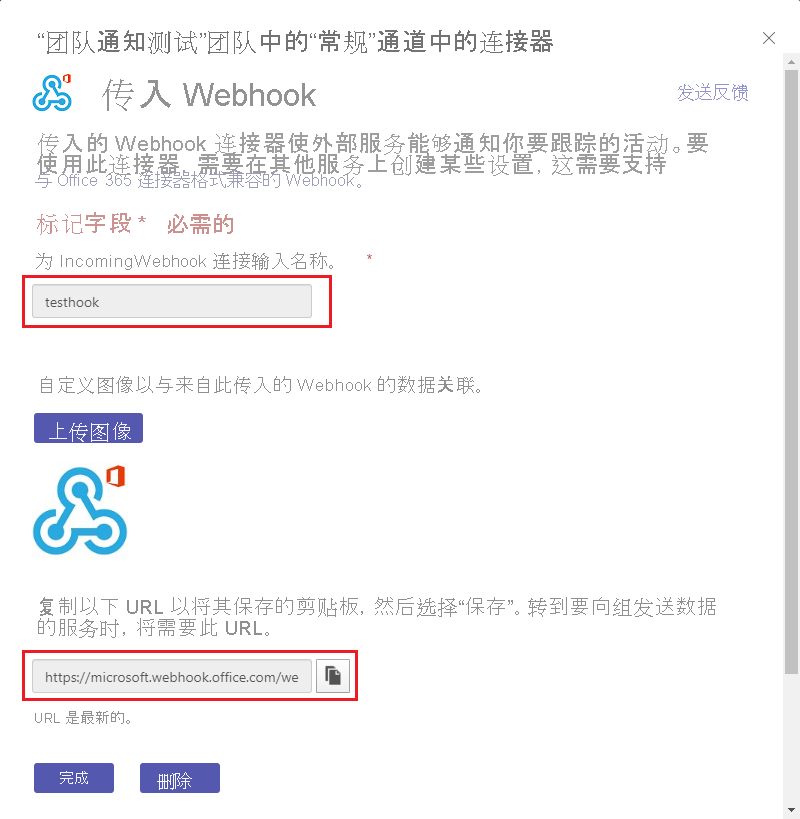 “团队通知测试”团队中的“常规”通道中的连接器
传入 Webhook
发送反馈
传入的 Webhook 连接器使外部服务能够通知你要跟踪的活动。要
使用此连接器，需要在其他服务上创建某些设置，这需要支持
与 Office 365 连接器格式兼容的 Webhook。
标记字段 * 必需的
为 IncomingWebhook 连接输入名称。 *
testhook
自定义图像以与来自此传入的 Webhook 的数据关联。
上传图像
复制以下 URL 以将其保存的剪贴板，然后选择“保存”。转到要向组发送数据
的服务时，将需要此 URL。
https://microsoft.webhook.office.com/we
URL 是最新的。
完成
删除